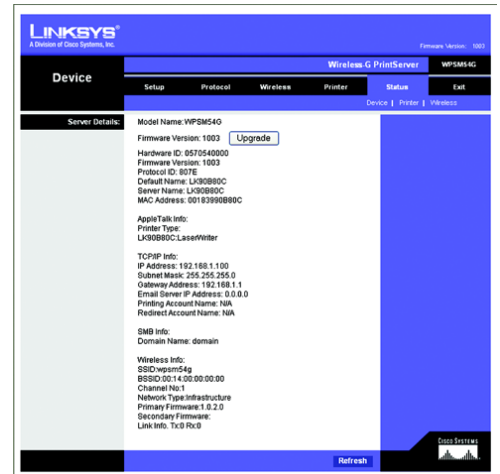 LINKSYS®
A Division of Cisco Systems, Inc.
Firmware Version: 1003
Wireless-G PrintServer
WPSM54G
Device
Setup
Protocol
Wireless
Printer
Status
Exit
Device | Printer | Wireless
Server Details:
Model Name: WPSM54G
Firmware Version: 1003
Upgrade
Hardware ID: 0570540000
Firmware Version: 1003
Protocol ID: 807E
Default Name: LK90B80C
Server Name: LK90B80C
MAC Address: 00183990B80C
AppleTalk Info:
Printer Type:
LK90B80C:LaserWriter
TCP/IP Info:
IP Address: 192.168.1.100
Subnet Mask: 255.255.255.0
Gateway Address: 192.168.1.1
Email Server IP Address: 0.0.0.0
Printing Account Name: N/A
Redirect Account Name: N/A
SMB Info:
Domain Name: domain
Wireless Info:
SSID:wpsm54g
BSSID:00:14:00:00:00:00
Channel No:1
Network Type:Infrastructure
Primary Firmware:1.0.2.0
Secondary Firmware:
Link Info. Tx:0 Rx:0
Refresh
CISCO SYSTEMS